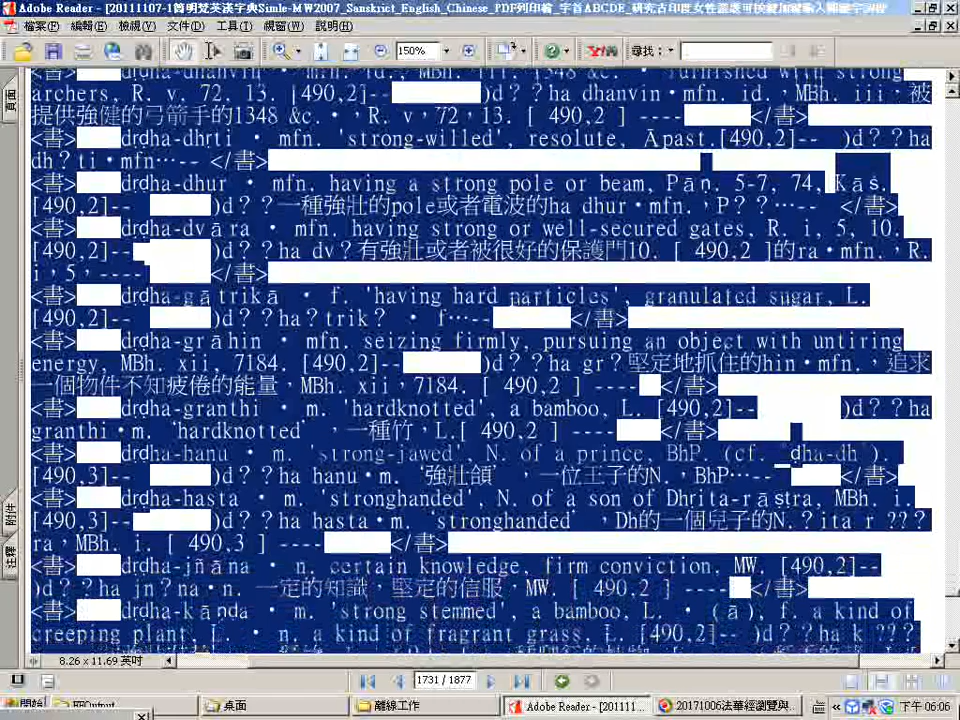 Adobe Reader - [20111107-1簡明梵英漢字典Simle-MW2007_Sanskrict_English_Chinese_PDF列印檔_字首ABCDE_研究古印度女性
檔案(F) 編輯(E) 檢視(V) 文件(D) 工具(T) 視窗(W) 說明(H)
150% 尋找：
頁面
附件
注釋
<書> dṛḍha-dhanvin • mfn. id., MBh. iii, 1348 &c. • furnished with strong
archers, R. v, 72, 13. [490,2]-- )d？？ha dhanvin•mfn. id.，MBh. iii，被
提供強健的弓箭手的1348 &c.•，R. v，72，13. [ 490,2 ] ---- </書>
<書> dṛḍha-dhṛti • mfn. 'strong-willed', resolute, Āpast.[490,2]-- )d？？ha
dh？ti•mfn…-- </書>
<書> dṛḍha-dhur • mfn. having a strong pole or beam, Pāṇ. 5-7, 74, Kāś.
[490,2]-- )d？？一種強壯的pole或者電波的ha dhur•mfn.，P？？…-- </書>
<書> dṛḍha-dvāra • mfn. having strong or well-secured gates, R. i, 5, 10.
[490,2]-- )d？？ha dv？有強壯或者被很好的保護門10. [ 490,2 ]的ra•mfn.，R.
i，5，---- </書>
<書> dṛḍha-gātrikā • f. 'having hard particles', granulated sugar, L.
[490,2]-- )d？？ha?trik？ • f…-- </書>
<書> dṛḍha-grāhin • mfn. seizing firmly, pursuing an object with untiring
energy, MBh. xii, 7184. [490,2]-- )d？？ha gr？堅定地抓住的hin•mfn.，追求
一個物件不知疲倦的能量，MBh. xii，7184. [ 490,2 ] ---- </書>
<書> dṛḍha-granthi • m. 'hardknotted', a bamboo, L. [490,2]-- )d？？ha
granthi•m. 'hardknotted' ，一種竹，L.[ 490,2 ] ---- </書>
<書> dṛḍha-hanu • m. 'strong-jawed', N. of a prince, BhP. (cf. dha-dh ).
[490,3]-- )d？？ha hanu•m. '強壯頜' ，一位王子的N.，BhP…-- </書>
<書> dṛḍha-hasta • m. 'stronghanded', N. of a son of Dhṛita-rāṣṭra, MBh. i.
[490,3]-- )d？？ha hasta•m. 'stronghanded' ，Dh的一個兒子的N.？ita r ???
ra，MBh. i. [ 490,3 ] ---- </書>
<書> dṛḍha-jñāna • n. certain knowledge, firm conviction, MW. [490,2]--
)d？？ha jn？na•n. 一定的知識，堅定的信服，MW. [ 490,2 ] ---- </書>
<書> dṛḍha-kāṇḍa • m. 'strong stemmed', a bamboo, L. • (ā), f. a kind of
creeping plant, L. • n. a kind of fragrant grass, L. [490,2]-- )d？？ha k ???
8.26 x 11.69 英吋
1731 / 1877
開始 FFOutput 桌面 離線工作 Adobe Reader - [2011... 20171006法華經瀏覽與... 下午 06:06